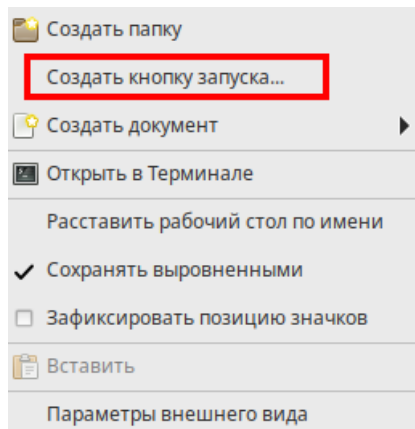 Создать папку
Создать кнопку запуска...
Создать документ
Открыть в Терминале
Расставить рабочий стол по имени
Сохранять выровненными
Зафиксировать позицию значков
Вставить
Параметры внешнего вида